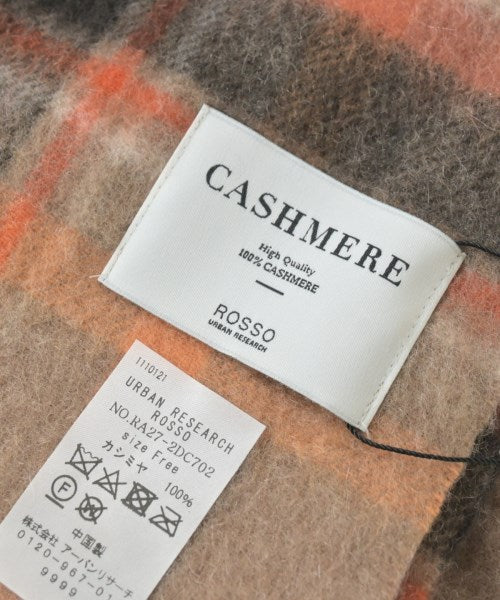 CASHMERE
High Quality
100% CASHMERE
ROSSO
URBAN RESEARCH
1110121
URBAN RESEARCH
ROSSO
NO.RA27-2DC702
size Free
カシミヤ 100%
F W
中国製
株式会社 アーバンリサーチ
0120-967-01
9999